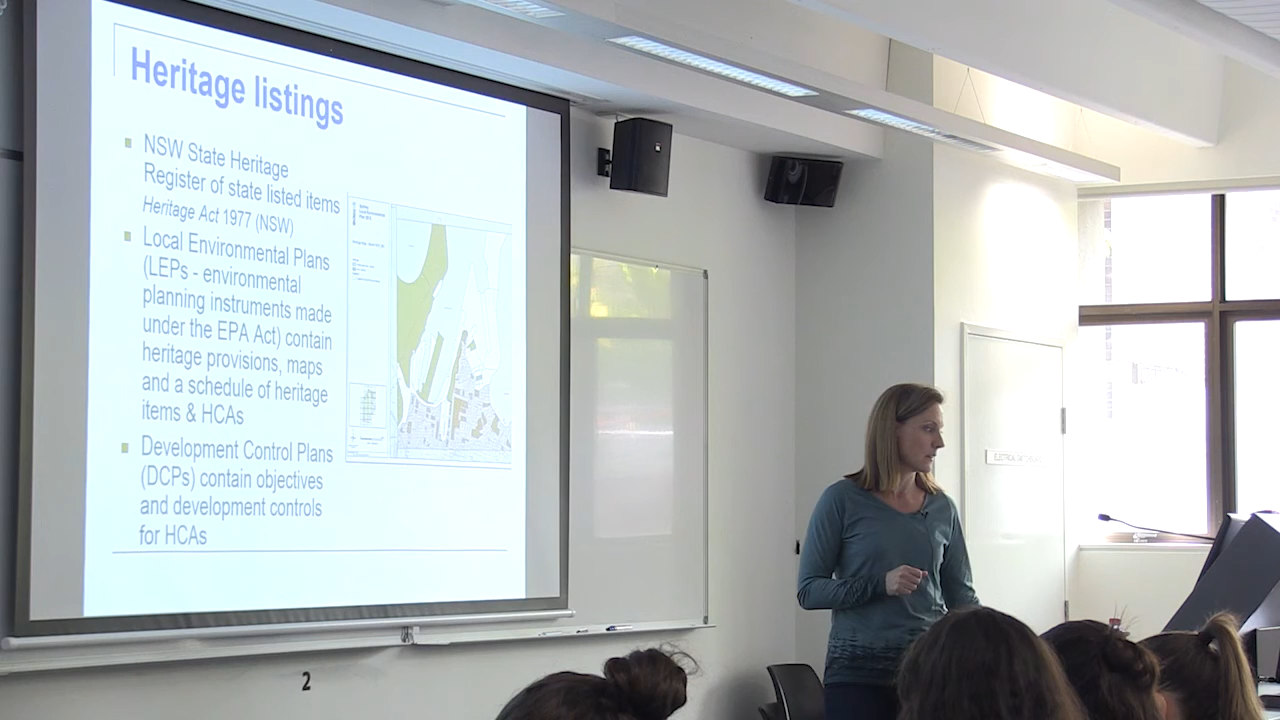 Heritage listings
NSW State Heritage
Register of state listed items
Heritage Act 1977 (NSW)
Local Environmental Plans
(LEPs - environmental
planning instruments made
under the EPA Act) contain
heritage provisions, maps
and a schedule of heritage
items & HCAs
Development Control Plans
(DCPs) contain objectives
and development controls
for HCAs
2
ELECTRICAL